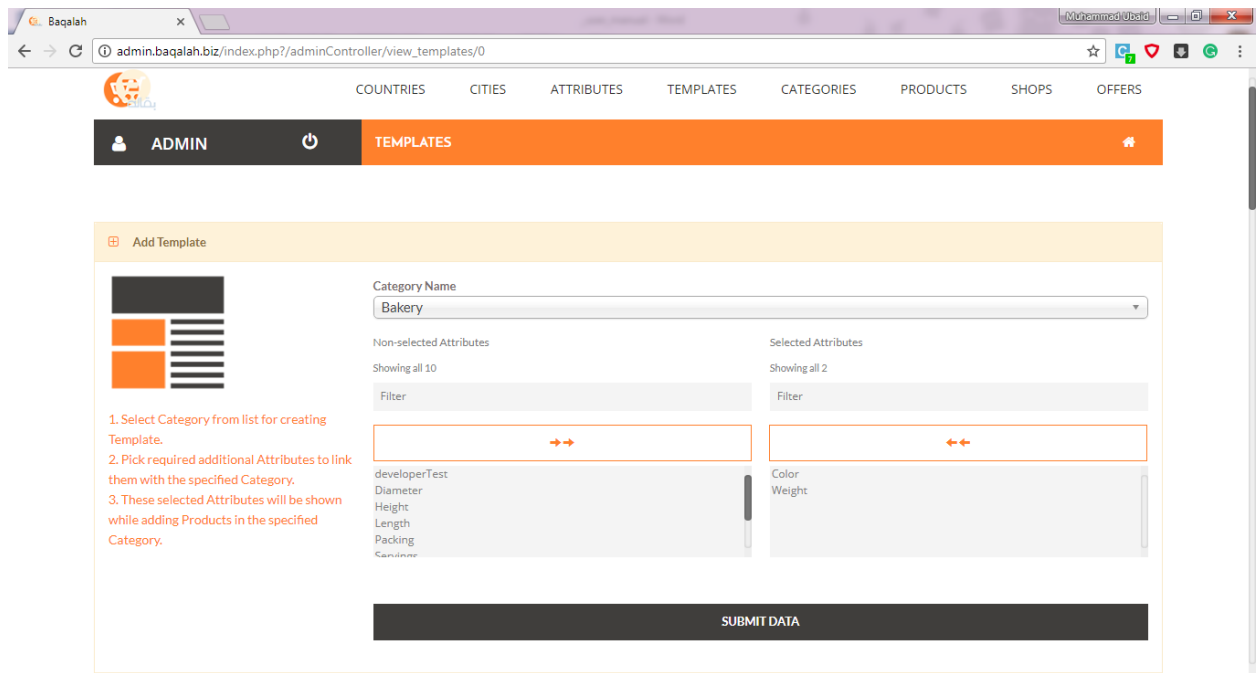 Baqalah
Muhammad Ubaid
admin.baqalah.biz/index.php?/adminController/view_templates/0
7
بقالة
COUNTRIES CITIES ATTRIBUTES TEMPLATES CATEGORIES PRODUCTS SHOPS OFFERS
ADMIN
TEMPLATES
Add Template
1. Select Category from list for creating
Template.
2. Pick required additional Attributes to link
them with the specified Category.
3. These selected Attributes will be shown
while adding Products in the specified
Category.
Category Name
Bakery
Non-selected Attributes
Showing all 10
Filter
developerTest
Diameter
Height
Length
Packing
Servings
Selected Attributes
Showing all 2
Filter
Color
Weight
SUBMIT DATA